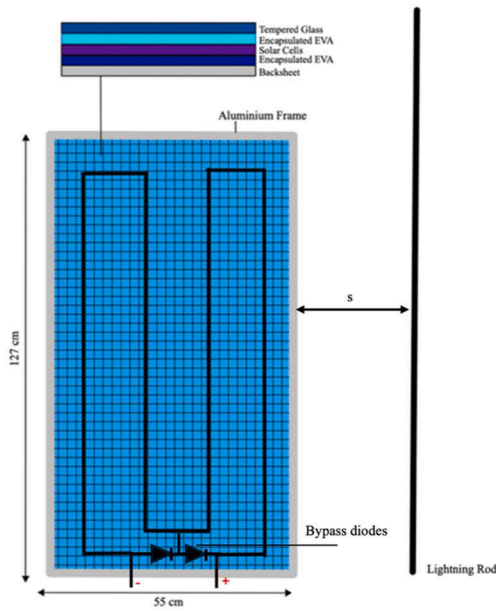 Tempered Glass
Encapsulated EVA
Solar Cells
Encapsulated EVA
Backsheet
Aluminium Frame
s
127 cm
Bypass diodes
- +
Lightning Rod
55 cm